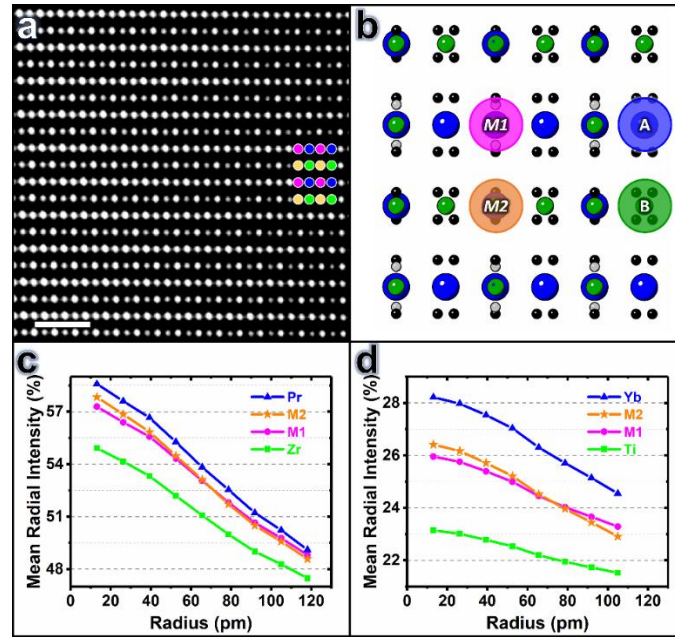 a
b
M1
A
M2
B
c
57
54
51
48
0 20 40 60 80 100 120
Mean Radial Intensity (%)
Radius (pm)
Pr
M2
M1
Zr
d
28
26
24
22
0 20 40 60 80 100 120
Mean Radial Intensity (%)
Radius (pm)
Yb
M2
M1
Ti